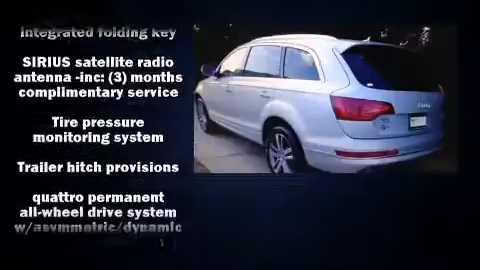 integrated folding key
SIRIUS satellite radio
antenna -inc: (3) months
complimentary service
Tire pressure
monitoring system
Trailer hitch provisions
quattro permanent
all-wheel drive system
w/asymmetric/dynamic